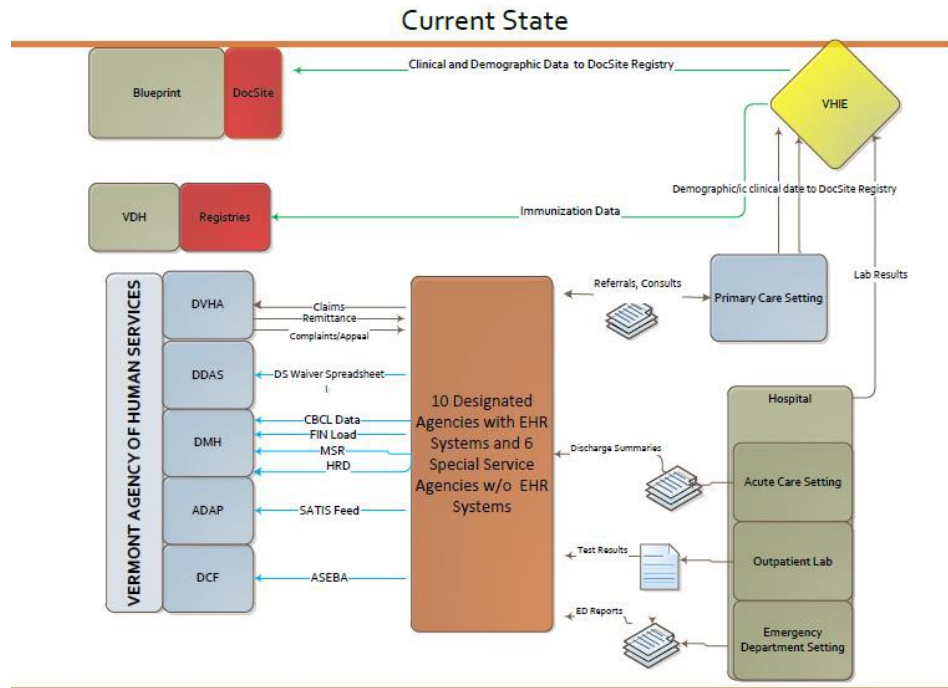 Current State
Clinical and Demographic Data to DocSite Registry
Blueprint
DocSite
VHIE
Demographic/ic clinical date to DocSite Registry
VDH
Registries
Immunization Data
Lab Results
VERMONT AGENCY OF HUMAN SERVICES
DVHA
Claims
Remittance
Complaints/Appeal
Referrals, Consults
Primary Care Setting
DDAS
DS Waiver Spreadsheet
DMH
CBCL Data
FIN Load
MSR
HRD
10 Designated
Agencies with EHR
Systems and 6
Special Service
Agencies w/o EHR
Systems
Hospital
Discharge Summaries
Acute Care Setting
ADAP
SATIS Feed
Test Results
Outpatient Lab
DCF
ASEBA
ED Reports
Emergency
Department Setting